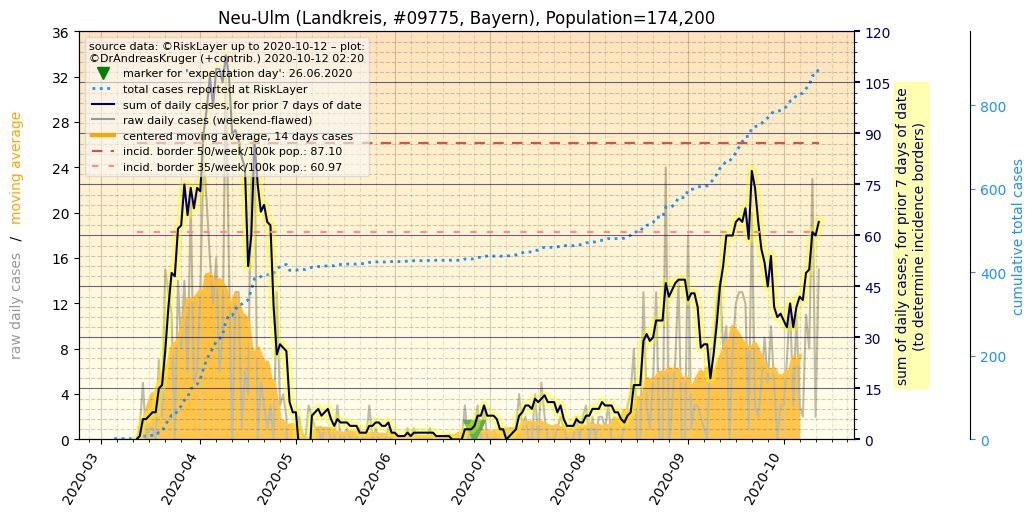 Neu-Ulm (Landkreis, #09775, Bayern), Population=174,200
source data: ©RiskLayer up to 2020-10-12 – plot:
©DrAndreasKruger (+contrib.) 2020-10-12 02:20
marker for 'expectation day': 26.06.2020
total cases reported at RiskLayer
sum of daily cases, for prior 7 days of date
raw daily cases (weekend-flawed)
centered moving average, 14 days cases
incid. border 50/week/100k pop.: 87.10
incid. border 35/week/100k pop.: 60.97
raw daily cases / moving average
36
32
28
24
20
16
12
8
4
0
120
105
90
75
60
45
30
15
0
sum of daily cases, for prior 7 days of date
(to determine incidence borders)
800
600
400
200
0
cumulative total cases
2020-03
2020-04
2020-05
2020-06
2020-07
2020-08
2020-09
2020-10